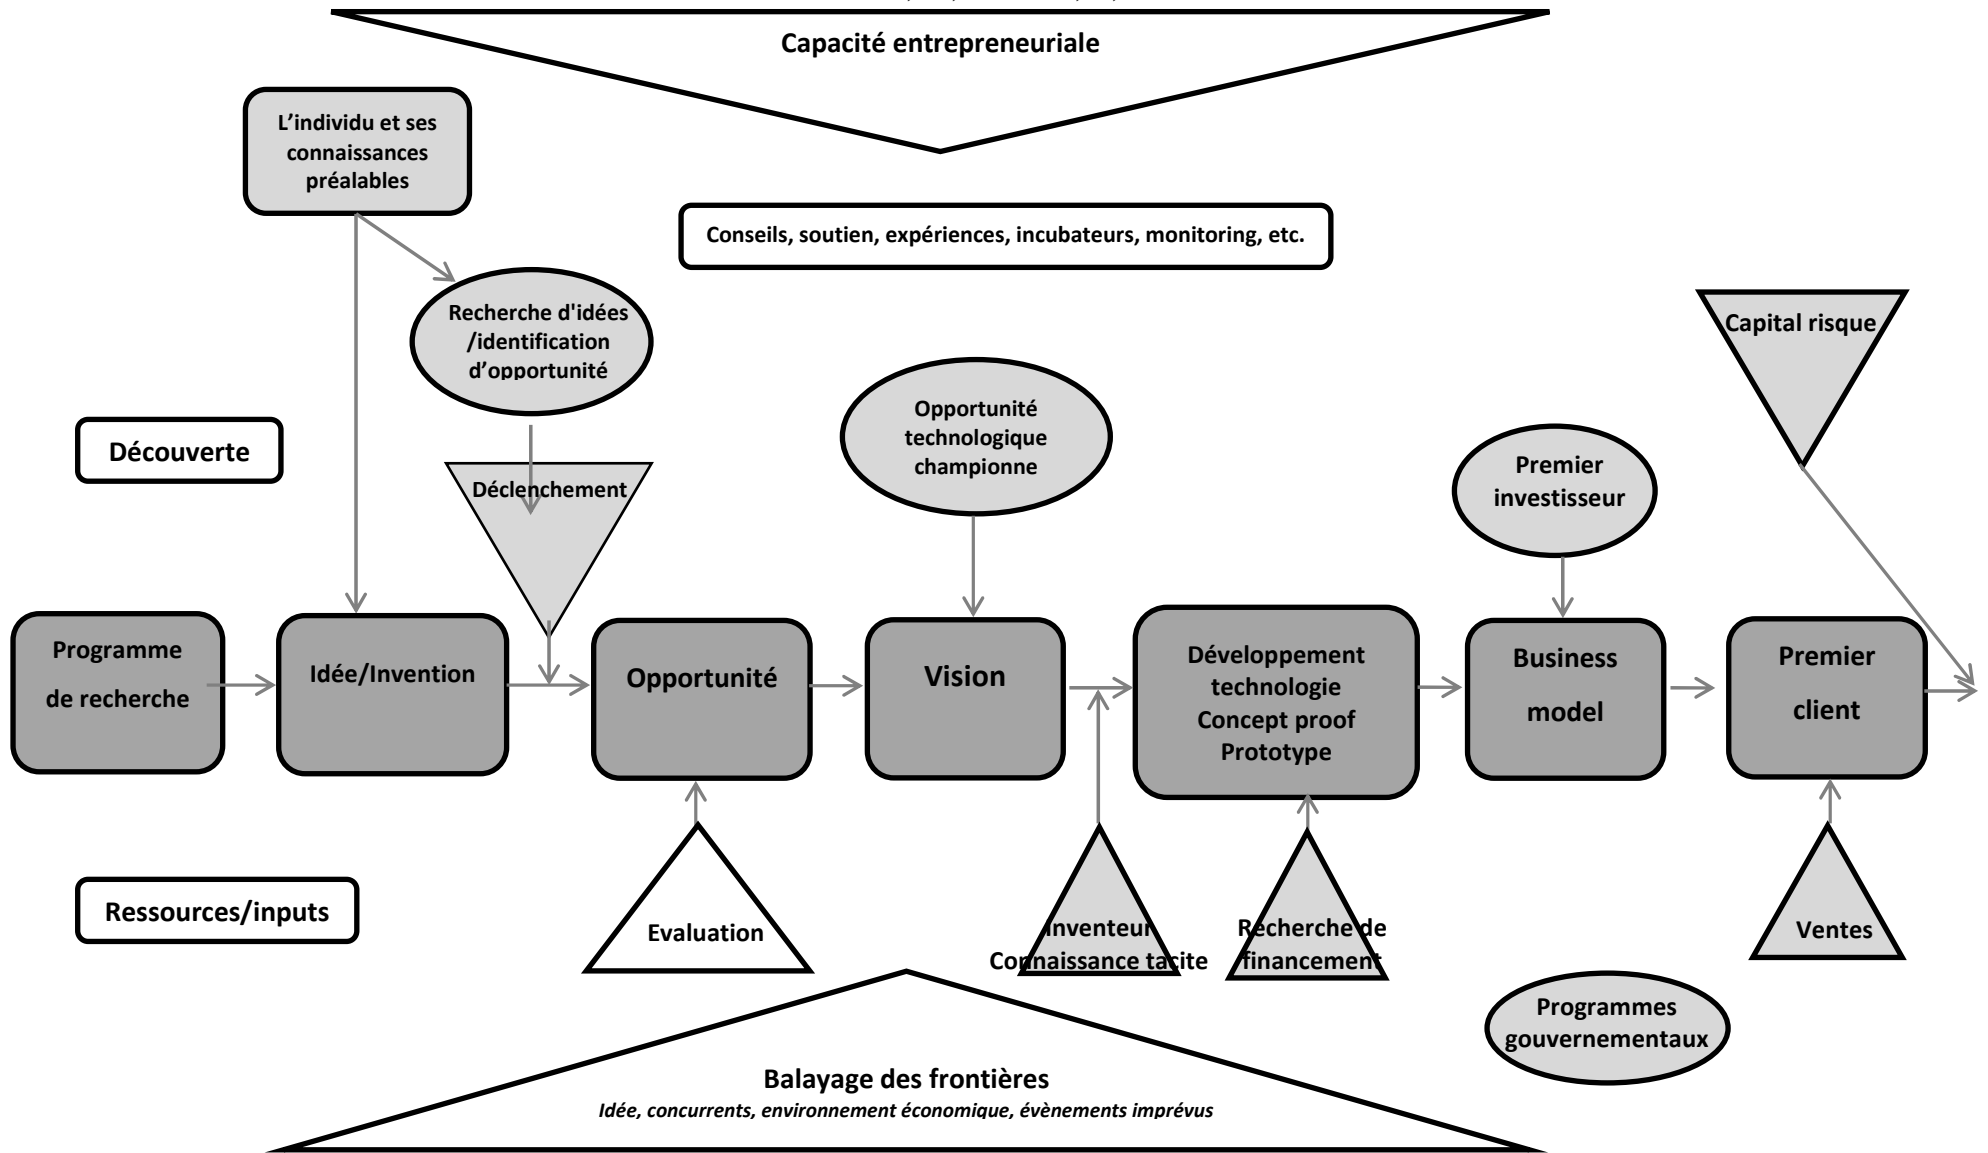 Capacité entrepreneuriale
L’individu et ses
connaissances
préalables
Conseils, soutien, expériences, incubateurs, monitoring, etc.
Recherche d'idées
/identification
d’opportunité
Capital risque
Opportunité
technologique
championne
Découverte
Premier
investisseur
Déclenchement
Programme
de recherche
Idée/Invention
Opportunité
Vision
Développement
technologie
Concept proof
Prototype
Business
model
Premier
client
Ressources/inputs
Evaluation
Inventeur
Connaissance tacite
Recherche de
financement
Ventes
Programmes
gouvernementaux
Balayage des frontières
Idée, concurrents, environnement économique, évènements imprévus